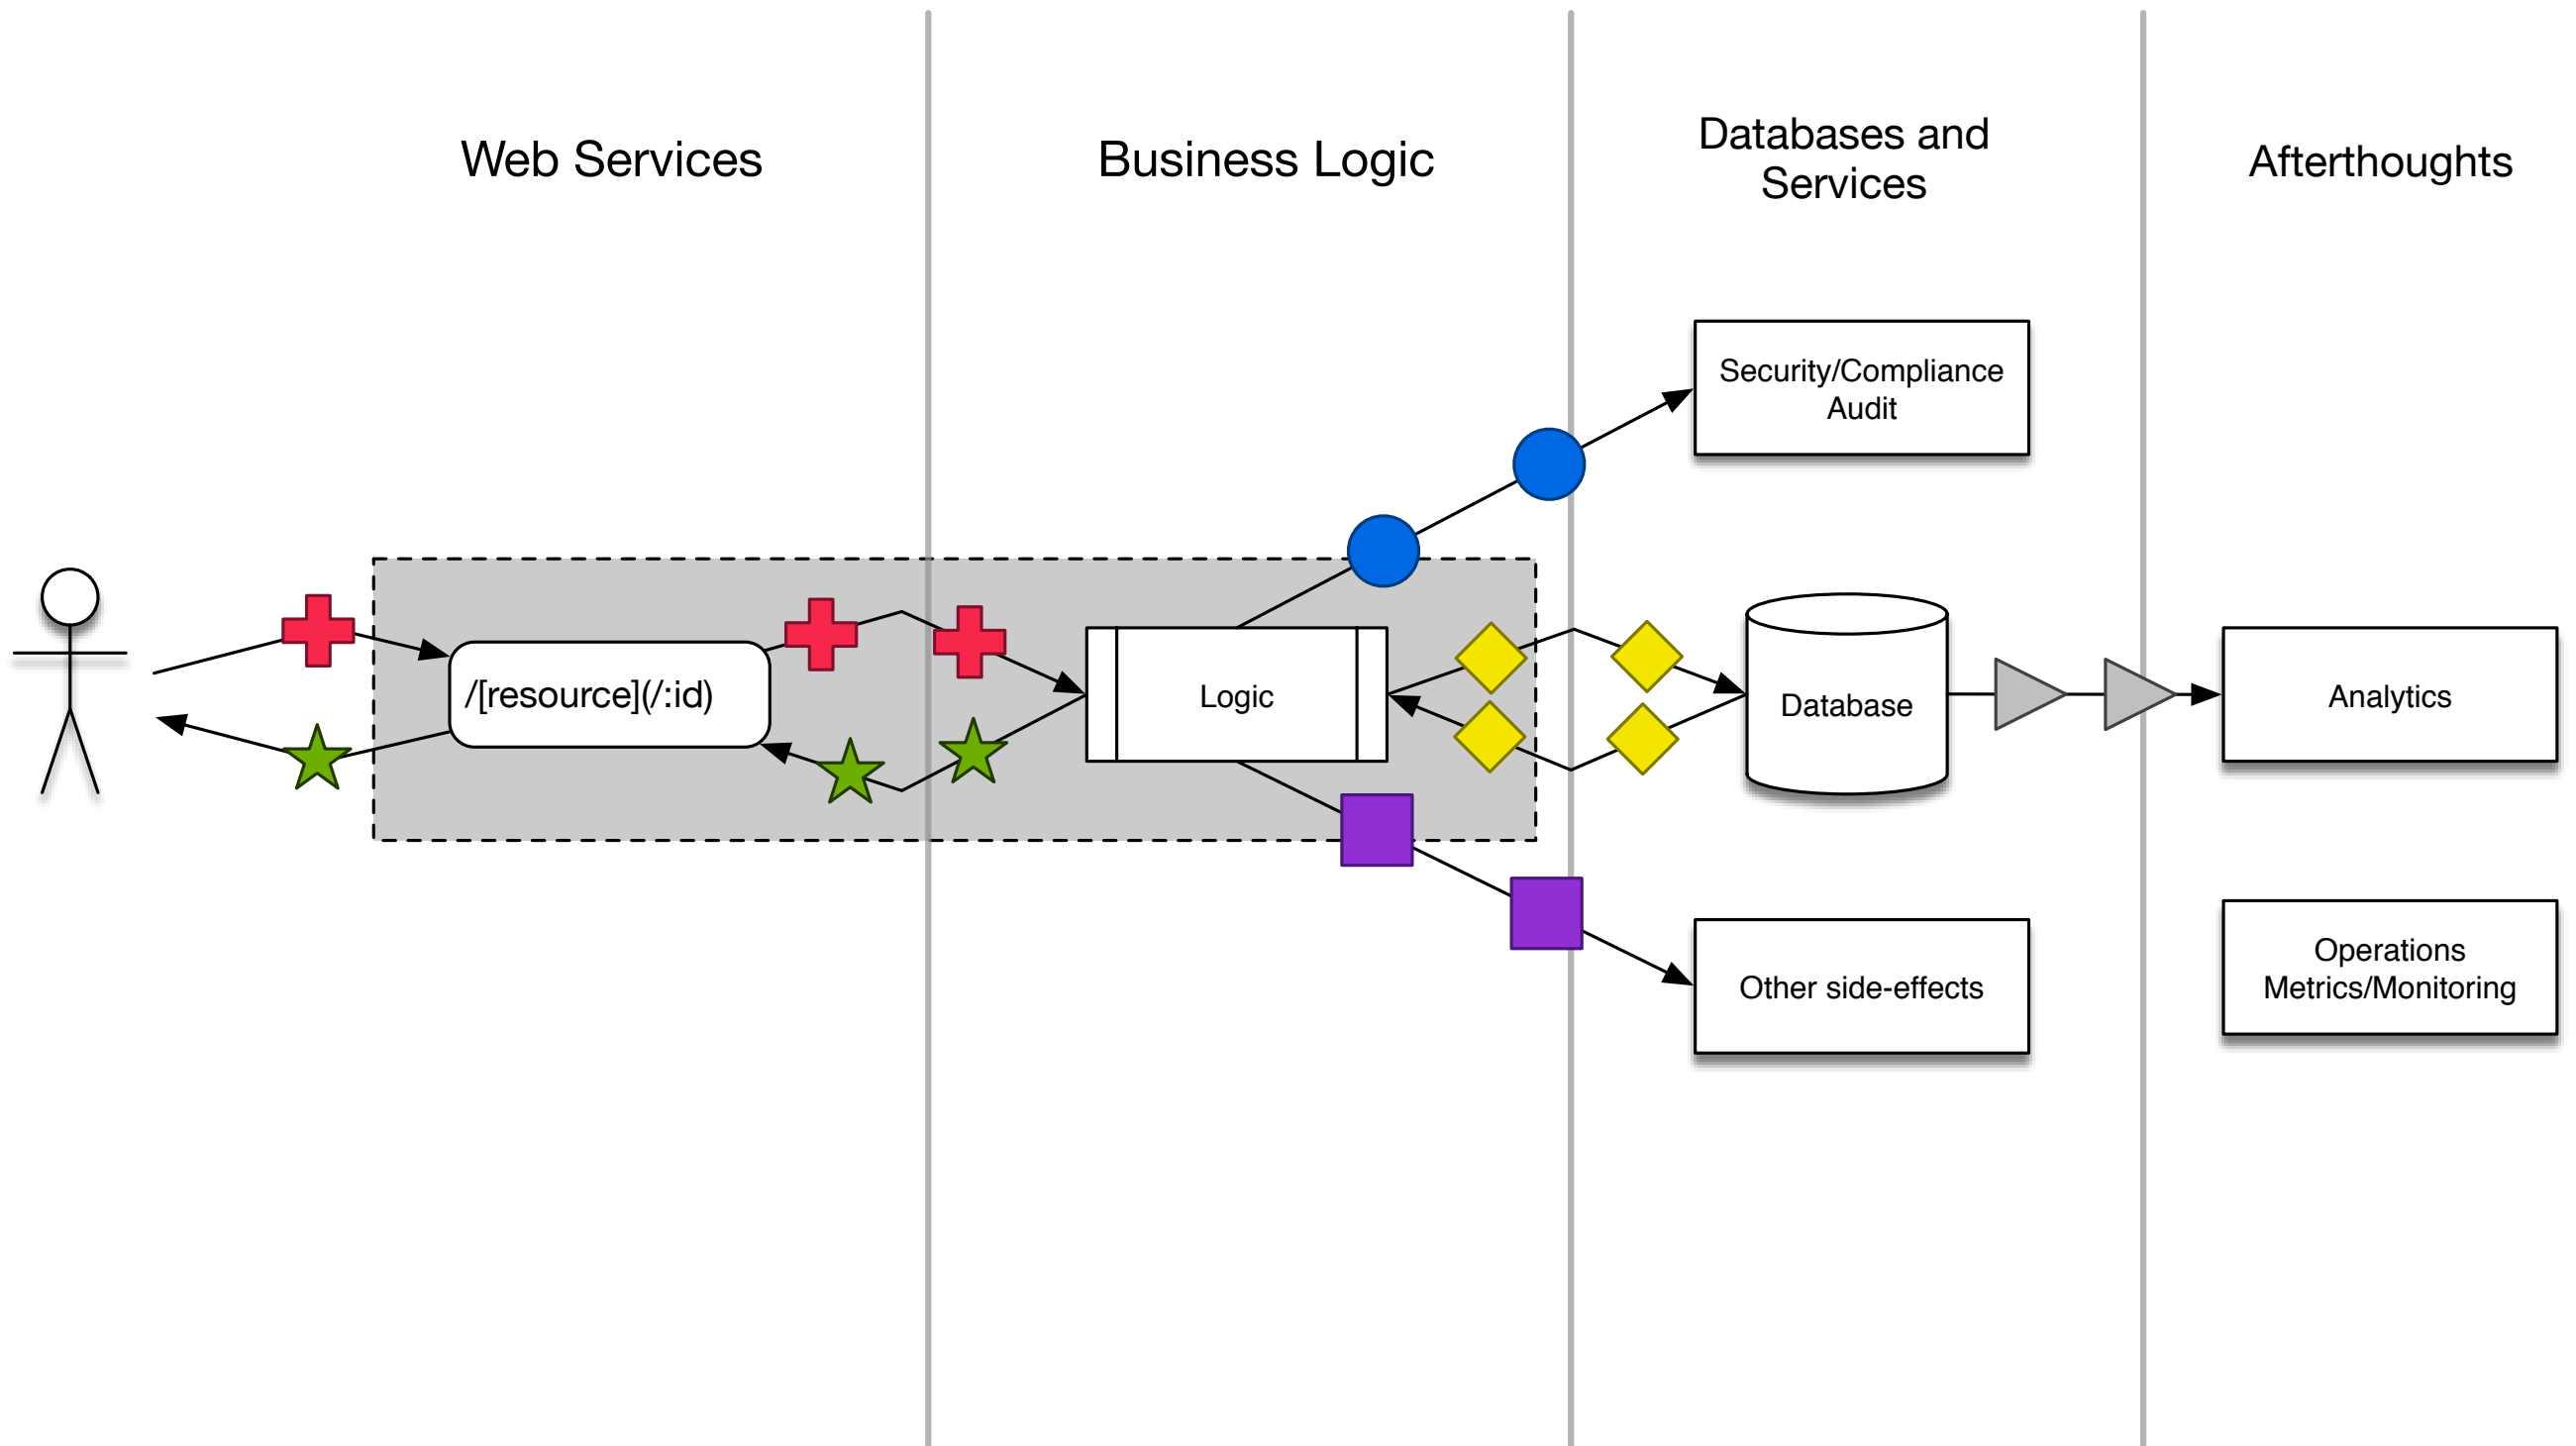 Web Services
Business Logic
Databases and
Services
Afterthoughts
Security/Compliance
Audit
/[resource](/:id)
Logic
Database
Analytics
Other side-effects
Operations
Metrics/Monitoring